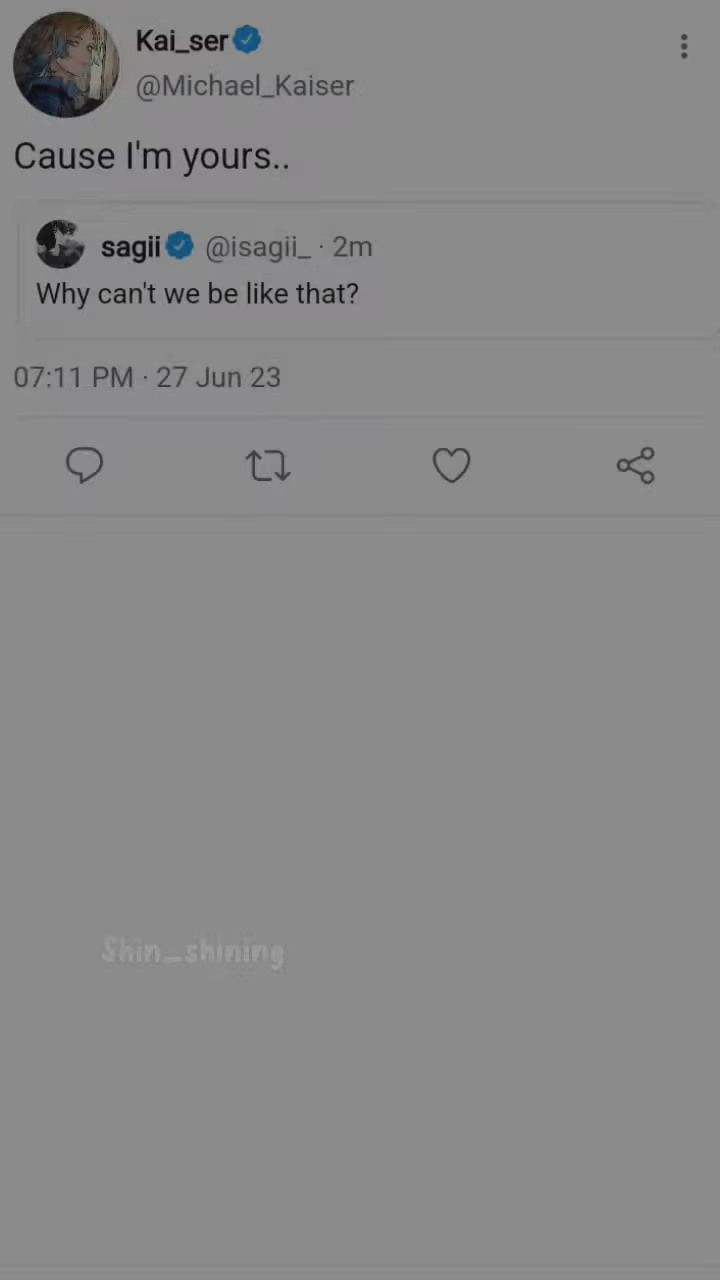 Kai_ser
@Michael_Kaiser
Cause I'm yours..
sagii @isagii_ · 2m
Why can't we be like that?
07:11 PM · 27 Jun 23
Shin_shining